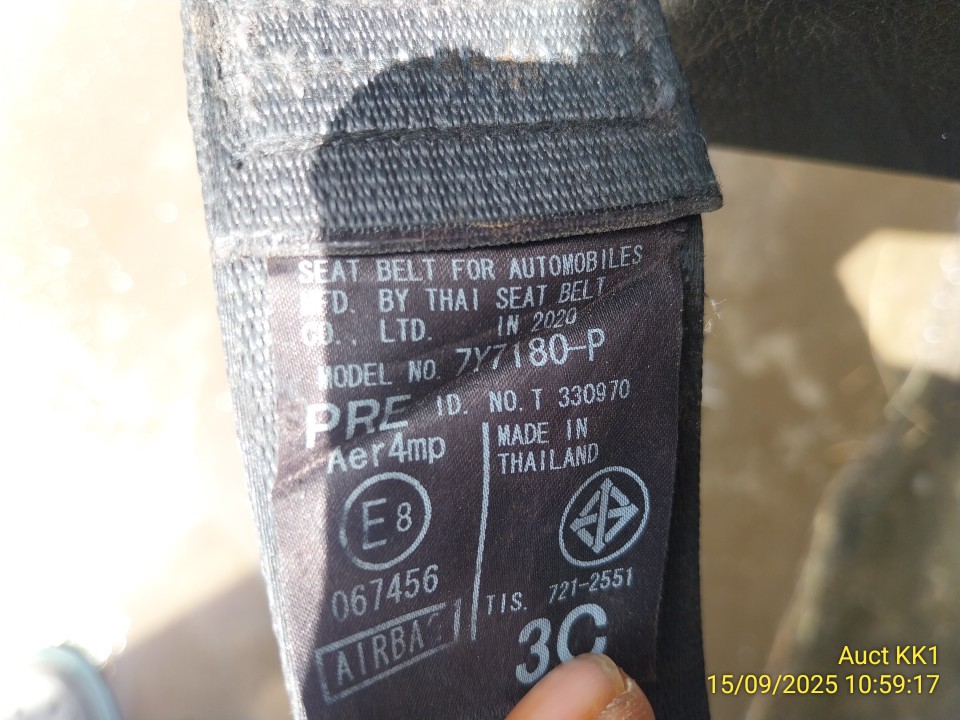 SEAT BELT FOR AUTOMOBILES
MFD. BY THAI SEAT BELT
CO., LTD. IN 2020
MODEL NO. 7Y7180-P
PRE ID. NO. T 330970
Aer4mp
MADE IN
THAILAND
E8
067456
TIS. 721-2551
AIRBAG
3C
Auct KK1
15/09/2025 10:59:17